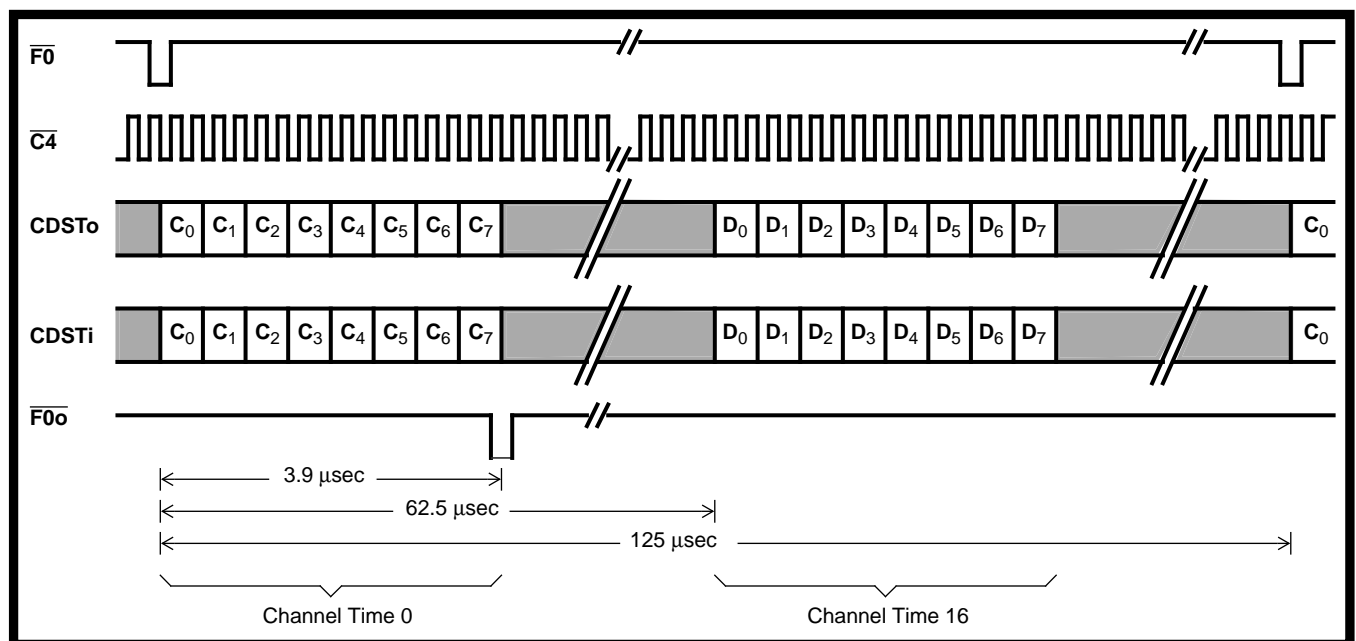 F0
C4
CDSTo C0 C1 C2 C3 C4 C5 C6 C7 D0 D1 D2 D3 D4 D5 D6 D7 C0
CDSTi C0 C1 C2 C3 C4 C5 C6 C7 D0 D1 D2 D3 D4 D5 D6 D7 C0
F0o
3.9 μsec
62.5 μsec
125 μsec
Channel Time 0 Channel Time 16